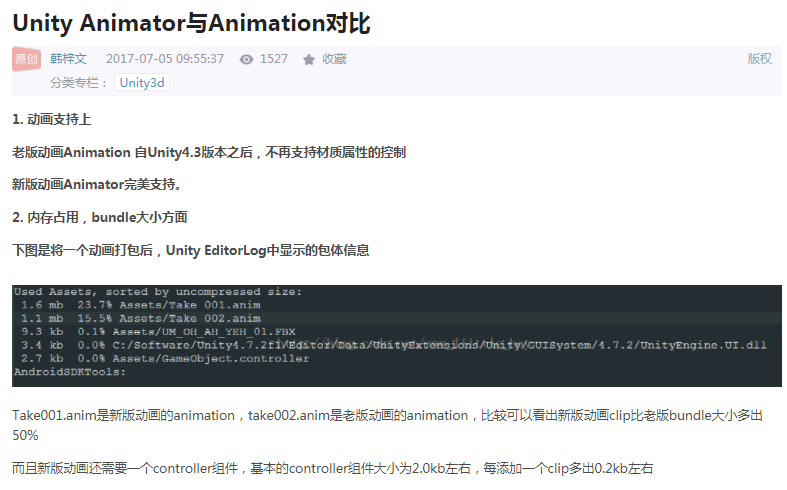 Unity Animator与Animation对比
原创 韩梓文 2017-07-05 09:55:37 1527 收藏 版权
分类专栏： Unity3d
1. 动画支持上
老版动画Animation 自Unity4.3版本之后，不再支持材质属性的控制
新版动画Animator完美支持。
2. 内存占用，bundle大小方面
下图是将一个动画打包后，Unity EditorLog中显示的包体信息
Used Assets, sorted by uncompressed size:
1.6 mb 23.7% Assets/Take 001.anim
1.1 mb 15.5% Assets/Take 002.anim
9.3 kb 0.1% Assets/UM_OH_AH_YEH_01.FBX
3.4 kb 0.0% C:/Software/Unity4.7.2f1/Editor/Data/UnityExtensions/Unity/GUISystem/4.7.2/UnityEngine.UI.dll
2.7 kb 0.0% Assets/GameObject.controller
AndroidSDKTools:
Take001.anim是新版动画的animation，take002.anim是老版动画的animation，比较可以看出新版动画clip比老版bundle大小多出
50%
而且新版动画还需要一个controller组件，基本的controller组件大小为2.0kb左右，每添加一个clip多出0.2kb左右